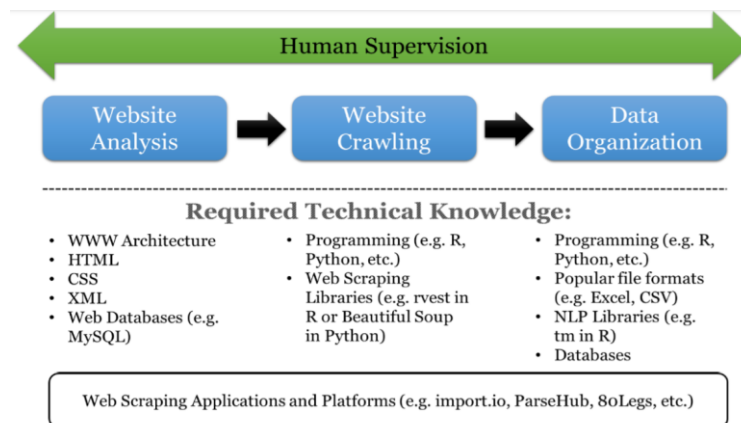 Human Supervision
Website
Analysis
Website
Crawling
Data
Organization
Required Technical Knowledge:
• WWW Architecture
• HTML
• CSS
• XML
• Web Databases (e.g.
MySQL)
• Programming (e.g. R,
Python, etc.)
• Web Scraping
Libraries (e.g. rvest in
R or Beautiful Soup
in Python)
• Programming (e.g. R,
Python, etc.)
• Popular file formats
(e.g. Excel, CSV)
• NLP Libraries (e.g.
tm in R)
• Databases
Web Scraping Applications and Platforms (e.g. import.io, ParseHub, 80Legs, etc.)